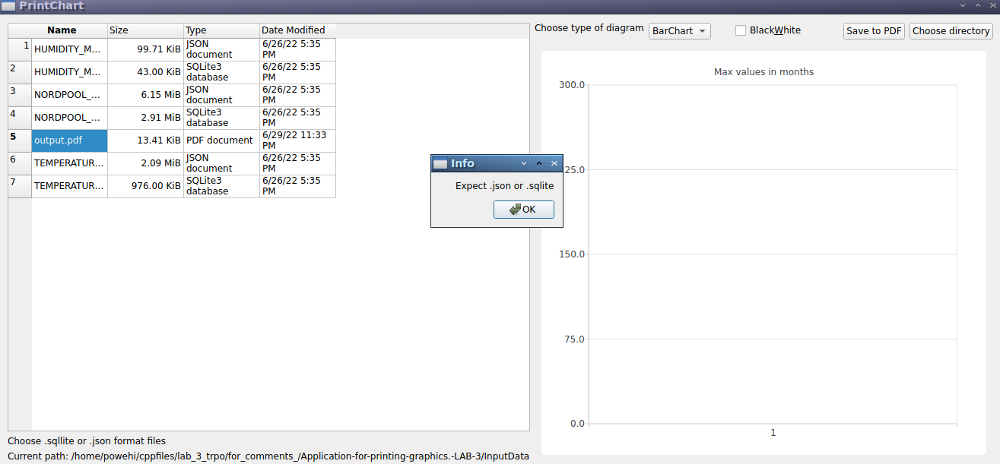 PrintChart
Name Size Type Date Modified
1 HUMIDITY_M... 99.71 KiB JSON document 6/26/22 5:35 PM
2 HUMIDITY_M... 43.00 KiB SQLite3 database 6/26/22 5:35 PM
3 NORDPOOL_... 6.15 MiB JSON document 6/26/22 5:35 PM
4 NORDPOOL_... 2.91 MiB SQLite3 database 6/26/22 5:35 PM
5 output.pdf 13.41 KiB PDF document 6/29/22 11:33 PM
6 TEMPERATUR... 2.09 MiB JSON document 6/26/22 5:35 PM
7 TEMPERATUR... 976.00 KiB SQLite3 database 6/26/22 5:35 PM
Choose type of diagram BarChart BlackWhite Save to PDF Choose directory
Max values in months
300.0
25.0
150.0
75.0
0.0
1
Info
Expect .json or .sqlite
OK
Choose .sqllite or .json format files
Current path: /home/powehi/cppfiles/lab_3_trpo/for_comments_/Application-for-printing-graphics.-LAB-3/InputData